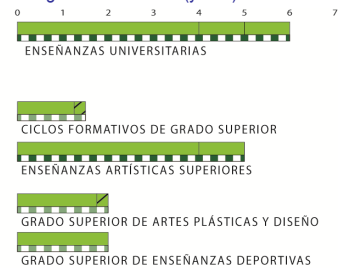 0 1 2 3 4 5 6 7
ENSEÑANZAS UNIVERSITARIAS
CICLOS FORMATIVOS DE GRADO SUPERIOR
ENSEÑANZAS ARTÍSTICAS SUPERIORES
GRADO SUPERIOR DE ARTES PLÁSTICAS Y DISEÑO
GRADO SUPERIOR DE ENSEÑANZAS DEPORTIVAS